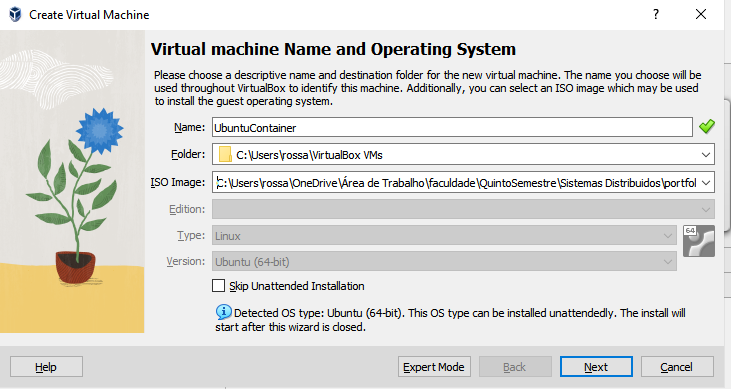 Create Virtual Machine
Virtual machine Name and Operating System
Please choose a descriptive name and destination folder for the new virtual machine. The name you choose will be
used throughout VirtualBox to identify this machine. Additionally, you can select an ISO image which may be used
to install the guest operating system.
Name: UbuntuContainer
Folder: C:\Users\rossa\VirtualBox VMs
ISO Image: C:\Users\rossa\OneDrive\Área de Trabalho\faculdade\QuintoSemestre\Sistemas Distribuidos\portfol
Edition:
Type: Linux
64
Version: Ubuntu (64-bit)
Skip Unattended Installation
Detected OS type: Ubuntu (64-bit). This OS type can be installed unattendedly. The install will
start after this wizard is closed.
Help Expert Mode Back Next Cancel